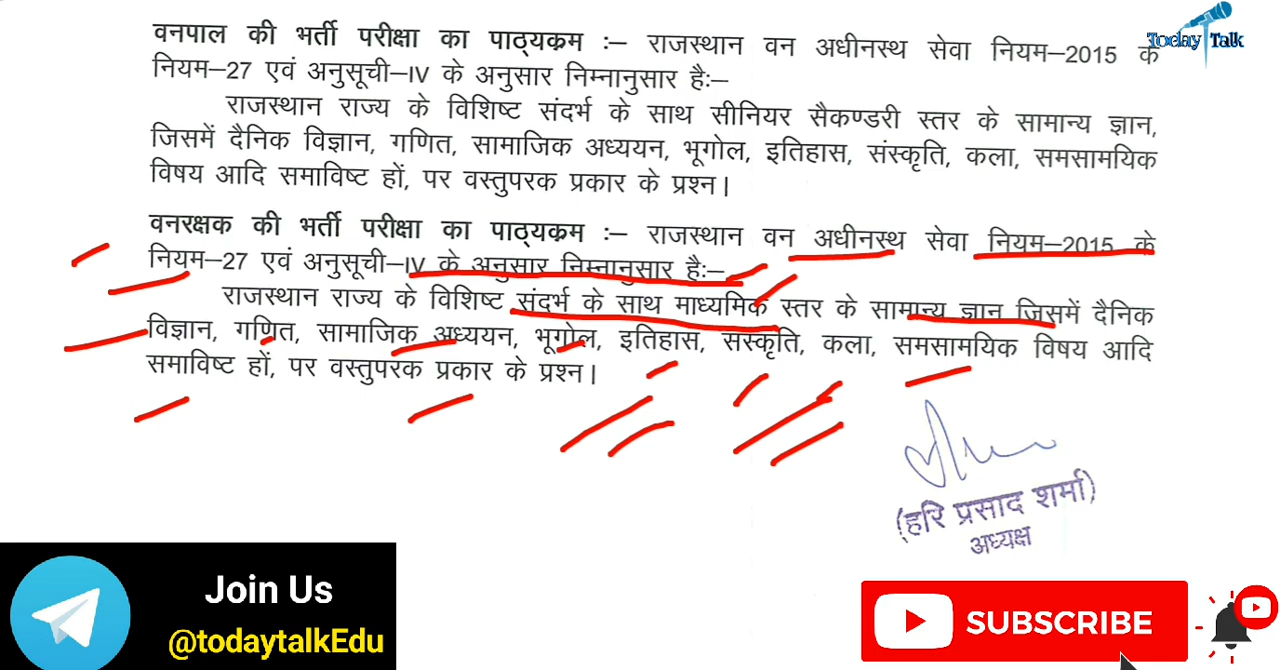 Today Talk
वनपाल की भर्ती परीक्षा का पाठ्यक्रम :– राजस्थान वन अधीनस्थ सेवा नियम–2015 के
नियम–27 एवं अनुसूची–IV के अनुसार निम्नानुसार हैः–
राजस्थान राज्य के विशिष्ट संदर्भ के साथ सीनियर सैकण्डरी स्तर के सामान्य ज्ञान,
जिसमें दैनिक विज्ञान, गणित, सामाजिक अध्ययन, भूगोल, इतिहास, संस्कृति, कला, समसामयिक
विषय आदि समाविष्ट हों, पर वस्तुपरक प्रकार के प्रश्न।
वनरक्षक की भर्ती परीक्षा का पाठ्यक्रम :– राजस्थान वन अधीनस्थ सेवा नियम–2015 के
नियम–27 एवं अनुसूची–IV के अनुसार निम्नानुसार हैः–
राजस्थान राज्य के विशिष्ट संदर्भ के साथ माध्यमिक स्तर के सामान्य ज्ञान जिसमें दैनिक
विज्ञान, गणित, सामाजिक अध्ययन, भूगोल, इतिहास, संस्कृति, कला, समसामयिक विषय आदि
समाविष्ट हों, पर वस्तुपरक प्रकार के प्रश्न।
(हरि प्रसाद शर्मा)
अध्यक्ष
Join Us
@todaytalkEdu
SUBSCRIBE